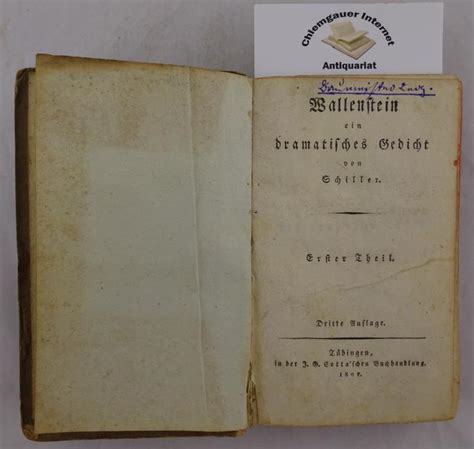 Chiemgauer Internet
Antiquariat
Wallenstein
ein
dramatisches Gedicht
von
Schiller.
Erster Theil.
Dritte Auflage.
Tübingen,
in der J. G. Cotta'schen Buchhandlung.